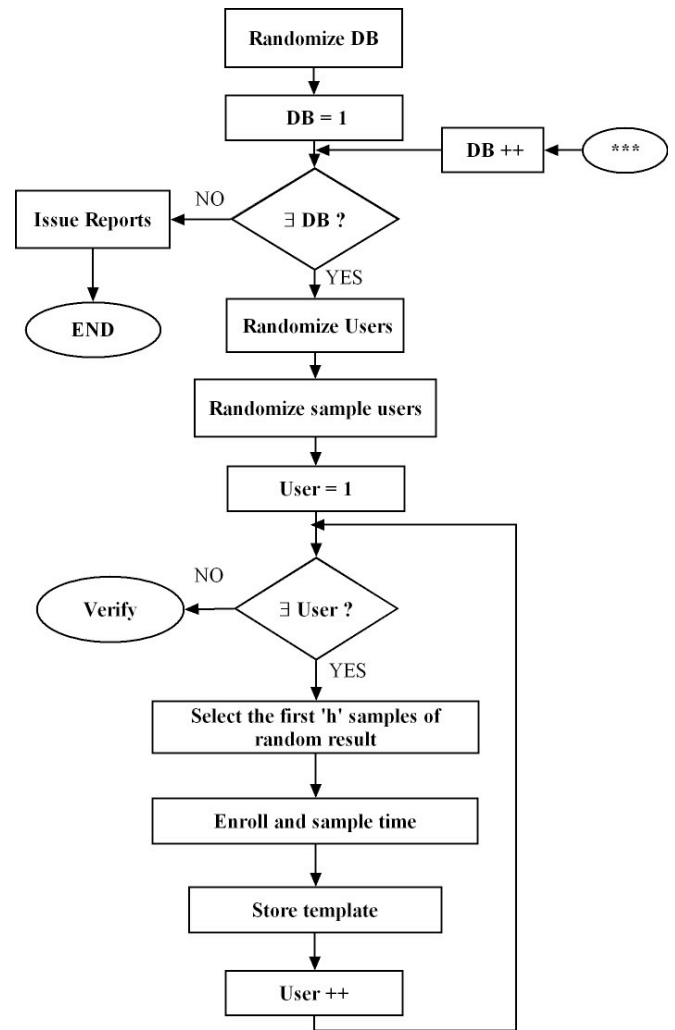 Randomize DB
DB = 1
DB ++
***
∃ DB ?
NO
Issue Reports
YES
END
Randomize Users
Randomize sample users
User = 1
NO
∃ User ?
Verify
YES
Select the first 'h' samples of
random result
Enroll and sample time
Store template
User ++